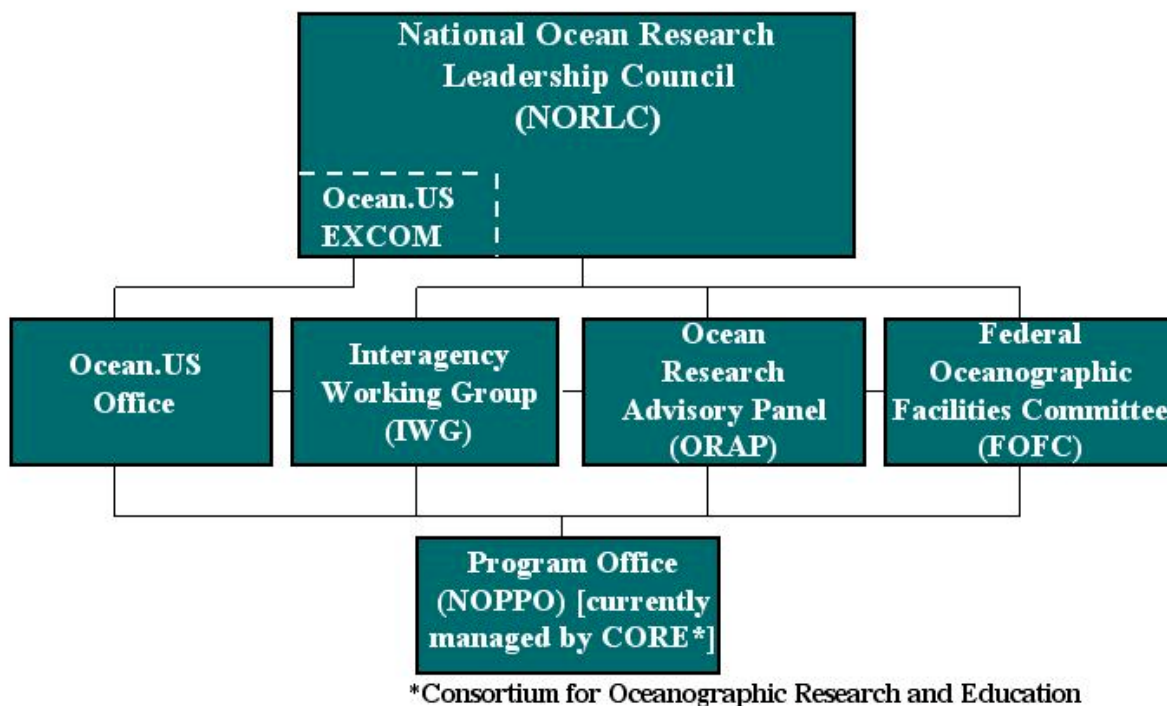 National Ocean Research
Leadership Council
(NORLC)
Ocean.US
EXCOM
Ocean.US
Office
Interagency
Working Group
(IWG)
Ocean
Research
Advisory Panel
(ORAP)
Federal
Oceanographic
Facilities Committee
(FOFC)
Program Office
(NOPPO) [currently
managed by CORE*]
*Consortium for Oceanographic Research and Education